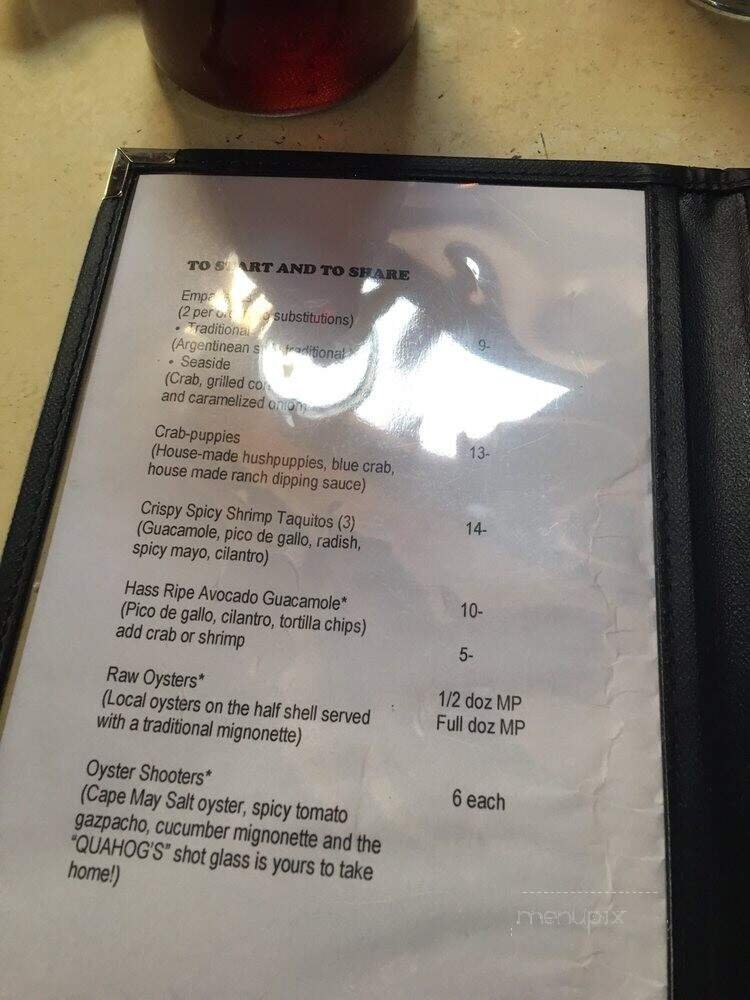 TO START AND TO SHARE
(2 per substitutions)
• Traditional
(Argentinean traditional
9-
• Seaside
(Crab, grilled
and caramelized
Crab-puppies
13-
(House-made hushpuppies, blue crab,
house made ranch dipping sauce)
Crispy Spicy Shrimp Taquitos (3)
14-
(Guacamole, pico de gallo, radish,
spicy mayo, cilantro)
Hass Ripe Avocado Guacamole*
10-
(Pico de gallo, cilantro, tortilla chips)
add crab or shrimp
5-
Raw Oysters*
1/2 doz MP
(Local oysters on the half shell served
Full doz MP
with a traditional mignonette)
Oyster Shooters*
6 each
(Cape May Salt oyster, spicy tomato
gazpacho, cucumber mignonette and the
"QUAHOG'S" shot glass is yours to take
home!)
menupix